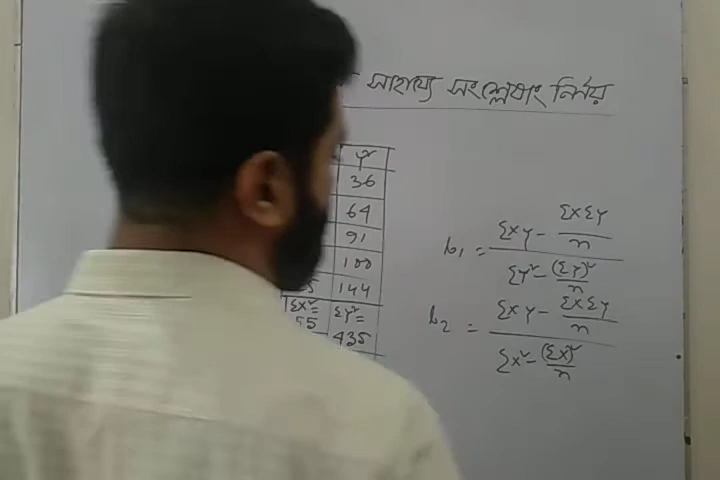 সাহায্যে সংশ্লেষাংক নির্ণয়
Y²
36
64
91
100
5 144
ΣX²= ΣY²=
55 435
b₁ = (ΣXY - ΣXΣY/n) / (ΣY² - (ΣY)²/n)
b₂ = (ΣXY - ΣXΣY/n) / (ΣX² - (ΣX)²/n)